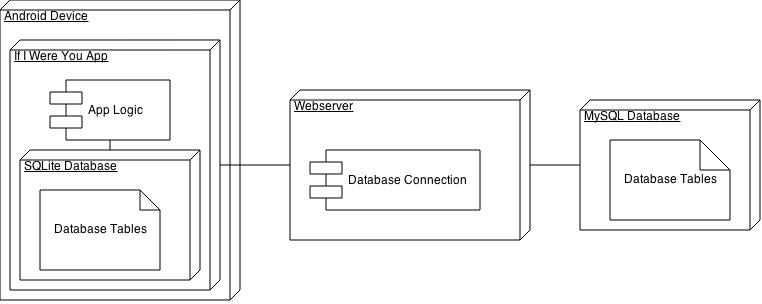 Android Device
If I Were You App
App Logic
SQLite Database
Database Tables
Webserver
Database Connection
MySQL Database
Database Tables